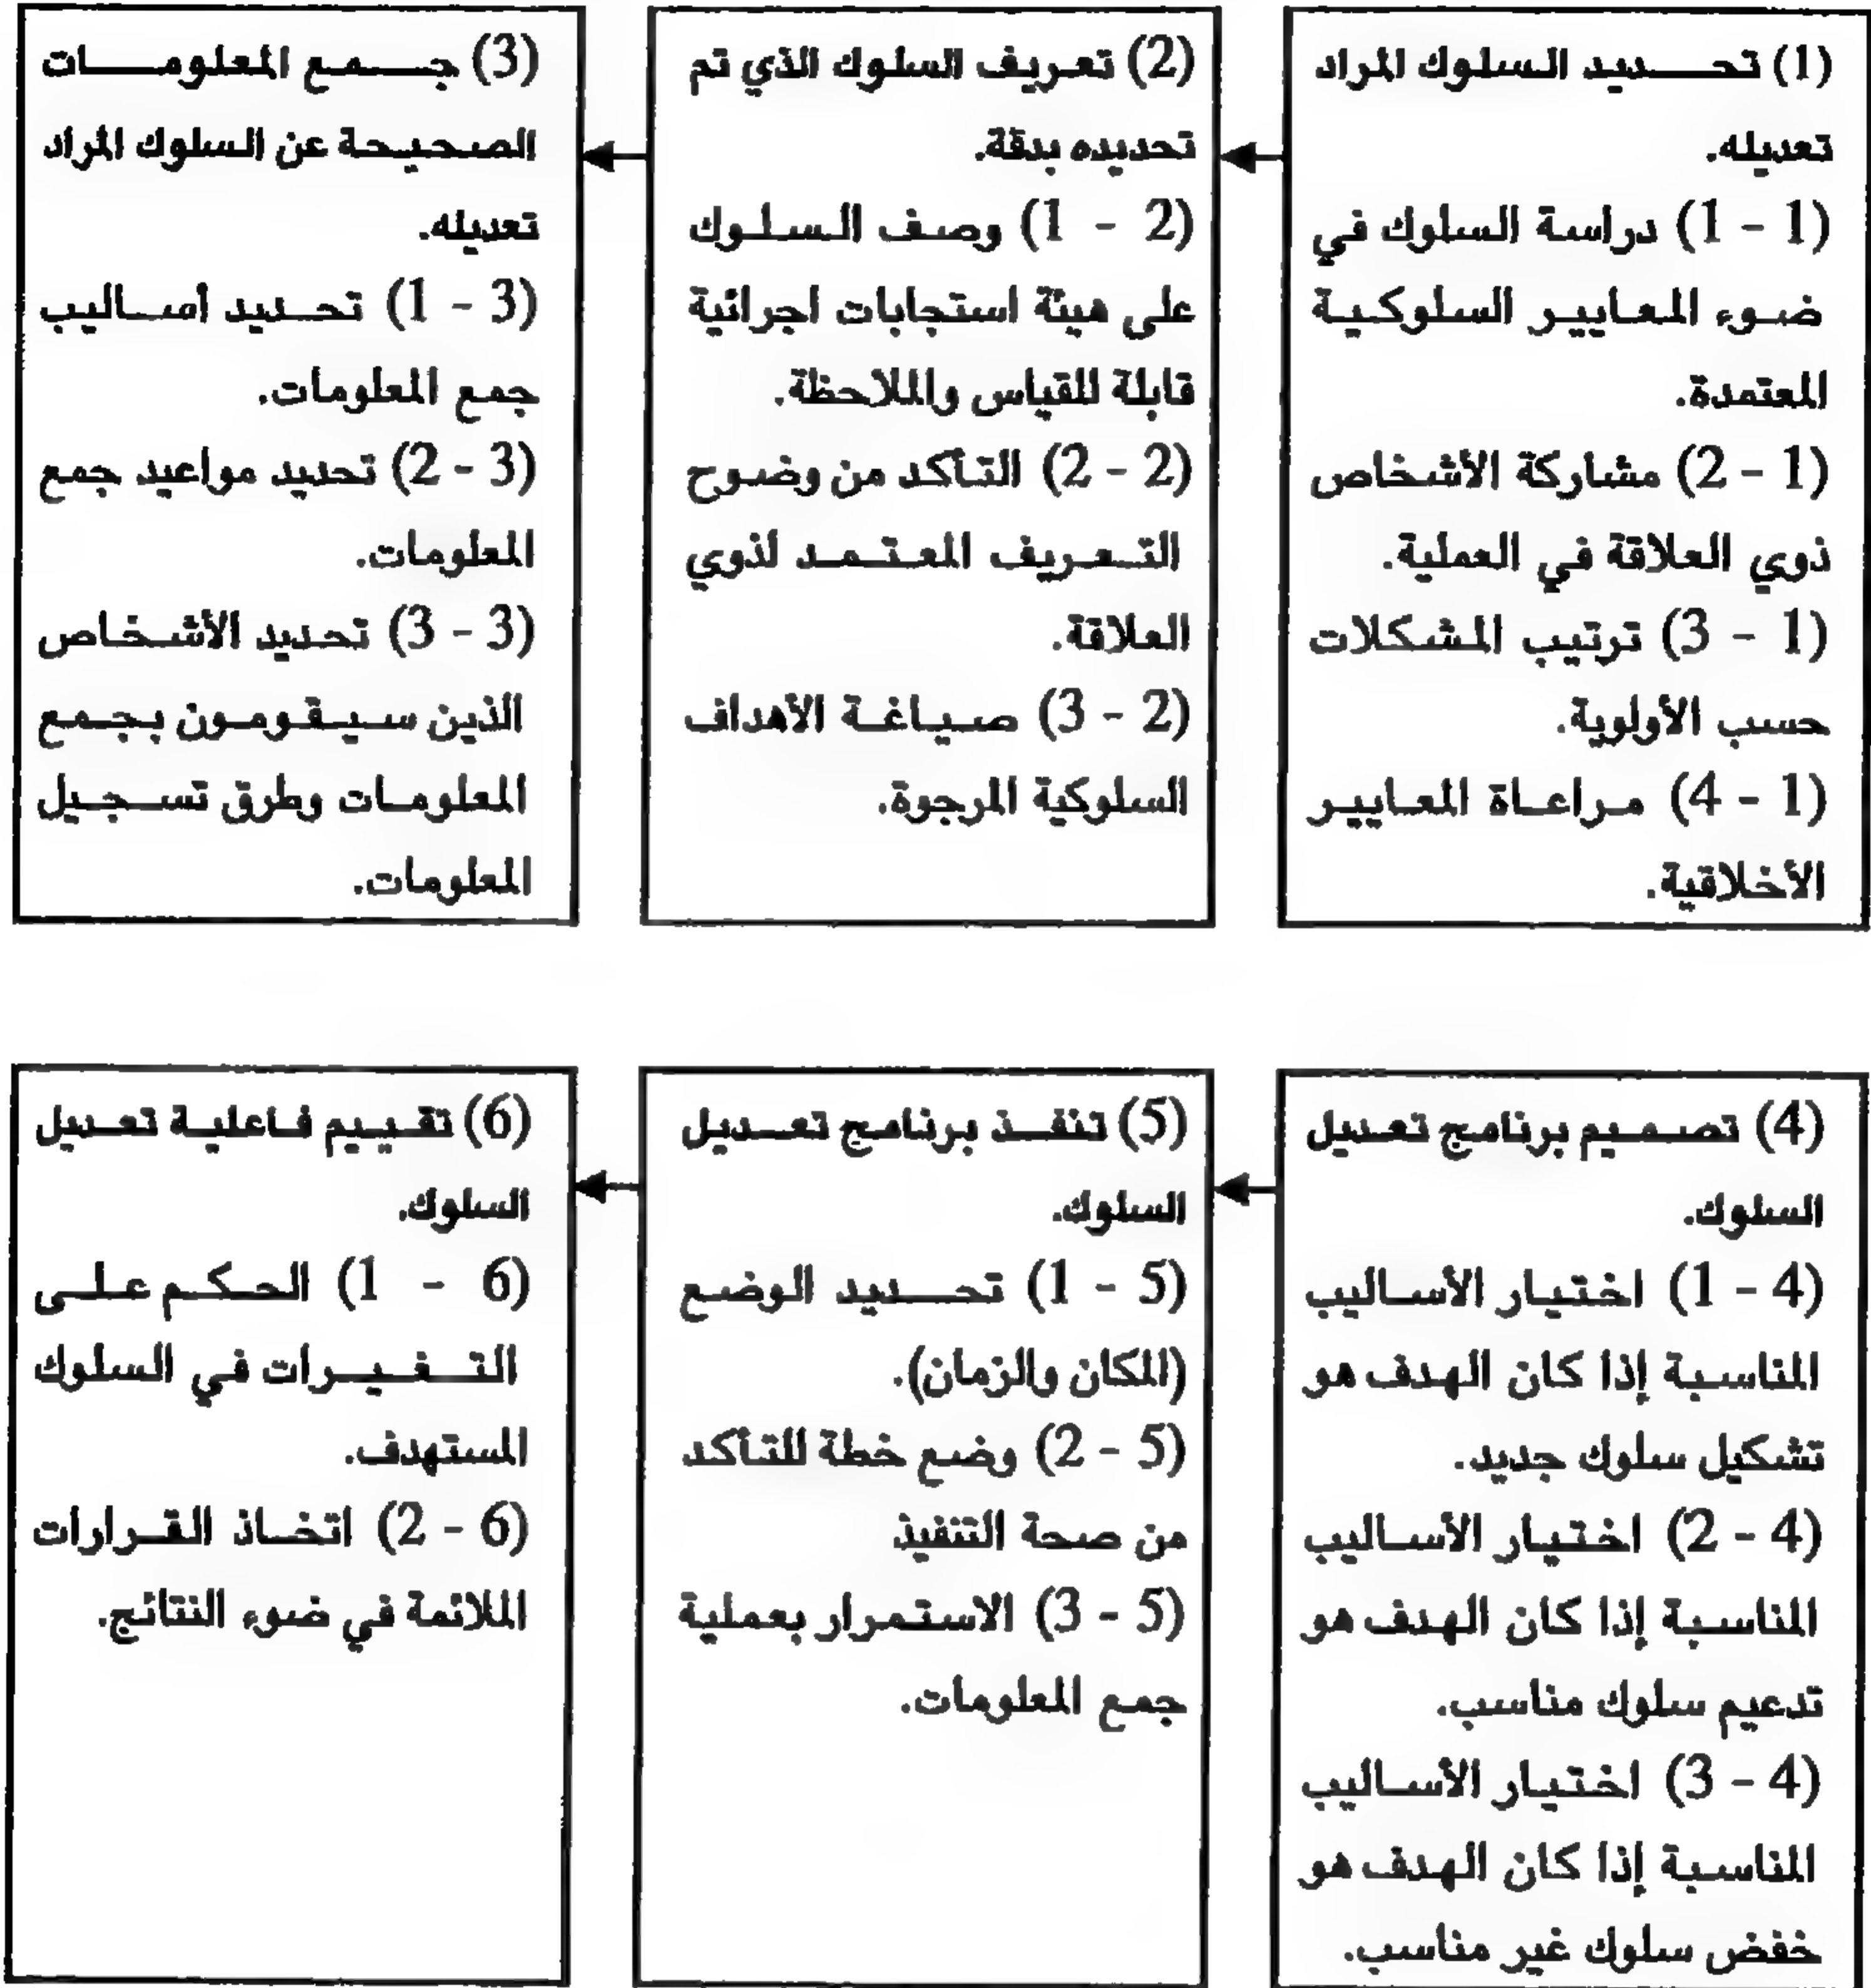 (1) تحديد السلوك المراد
تعديله.
(1 - 1) دراسة السلوك في
ضوء المعايير السلوكية
المعتمدة.
(1 - 2) مشاركة الأشخاص
ذوي العلاقة في العملية.
(1 - 3) ترتيب المشكلات
حسب الأولوية.
(1 - 4) مراعاة المعايير
الأخلاقية.
(2) تعريف السلوك الذي تم
تحديده بدقة.
(2 - 1) وصف السلوك
على هيئة استجابات اجرائية
قابلة للقياس والملاحظة.
(2 - 2) التأكد من وضوح
التعريف المعتمد لذوي
العلاقة.
(2 - 3) صياغة الأهداف
السلوكية المرجوة.
(3) جمع المعلومات
الصحيحة عن السلوك المراد
تعديله.
(3 - 1) تحديد أساليب
جمع المعلومات.
(3 - 2) تحديد مواعيد جمع
المعلومات.
(3 - 3) تحديد الأشخاص
الذين سيقومون بجمع
المعلومات وطرق تسجيل
المعلومات.
(4) تصميم برنامج تعديل
السلوك.
(4 - 1) اختيار الأساليب
المناسبة إذا كان الهدف هو
تشكيل سلوك جديد.
(4 - 2) اختيار الأساليب
المناسبة إذا كان الهدف هو
تدعيم سلوك مناسب.
(4 - 3) اختيار الأساليب
المناسبة إذا كان الهدف هو
خفض سلوك غير مناسب.
(5) تنفذ برنامج تعديل
السلوك.
(5 - 1) تحديد الوضع
(المكان والزمان).
(5 - 2) وضع خطة للتأكد
من صحة التنفيذ
(5 - 3) الاستمرار بعملية
جمع المعلومات.
(6) تقييم فاعلية تعديل
السلوك.
(6 - 1) الحكم على
التغيرات في السلوك
المستهدف.
(6 - 2) اتخاذ القرارات
الملائمة في ضوء النتائج.